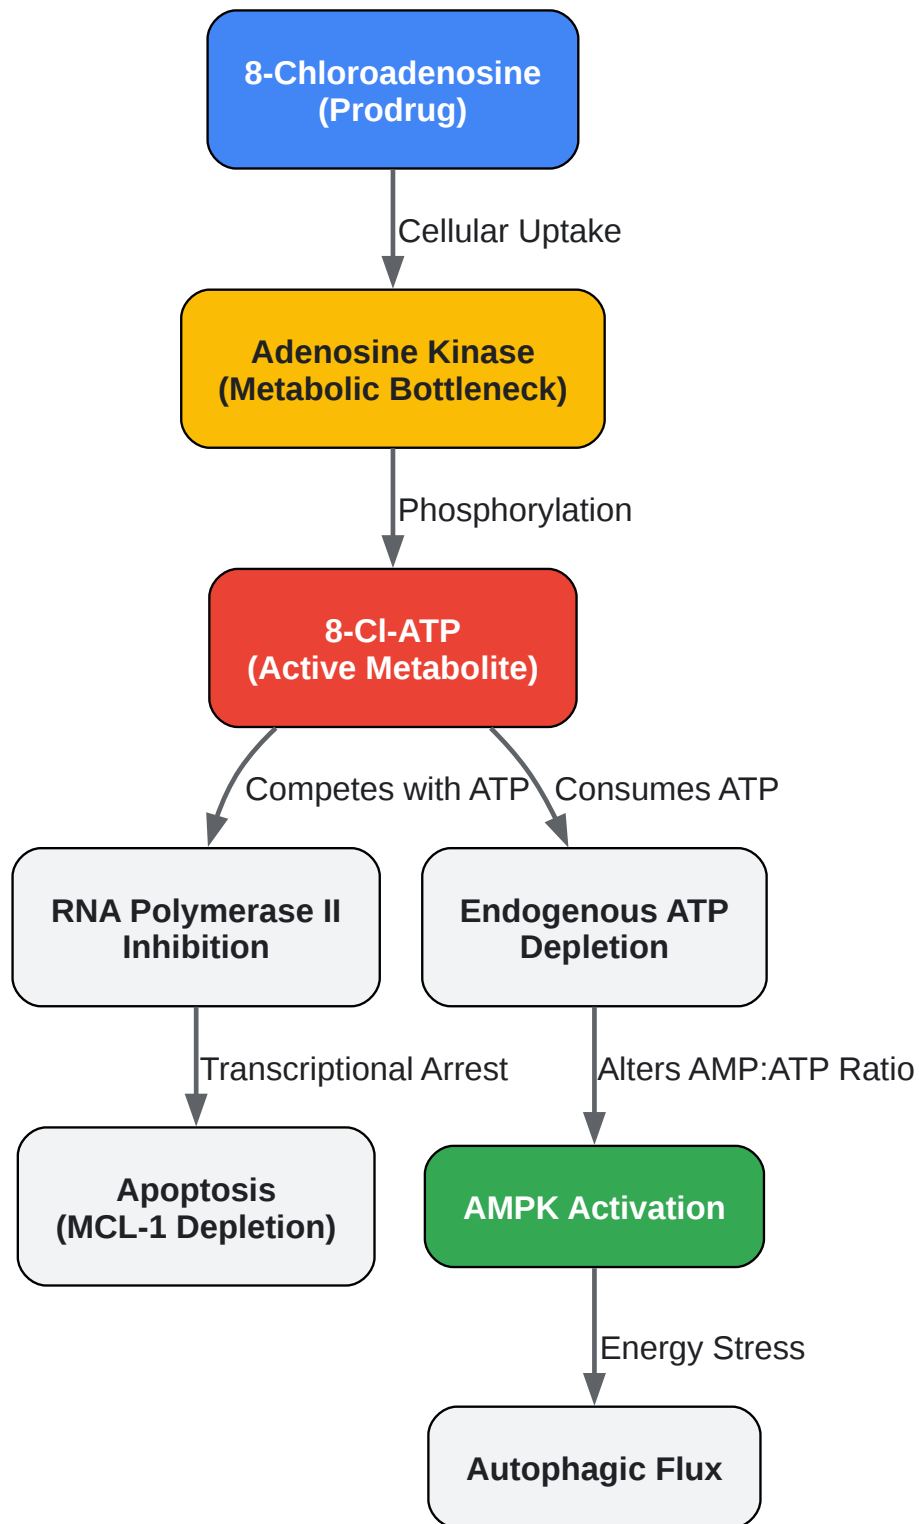 8-Chloroadenosine
(Prodrug)
Cellular Uptake
Adenosine Kinase
(Metabolic Bottleneck)
Phosphorylation
8-Cl-ATP
(Active Metabolite)
Competes with ATP
Consumes ATP
RNA Polymerase II
Inhibition
Endogenous ATP
Depletion
Transcriptional Arrest
Alters AMP:ATP Ratio
Apoptosis
(MCL-1 Depletion)
AMPK Activation
Energy Stress
Autophagic Flux